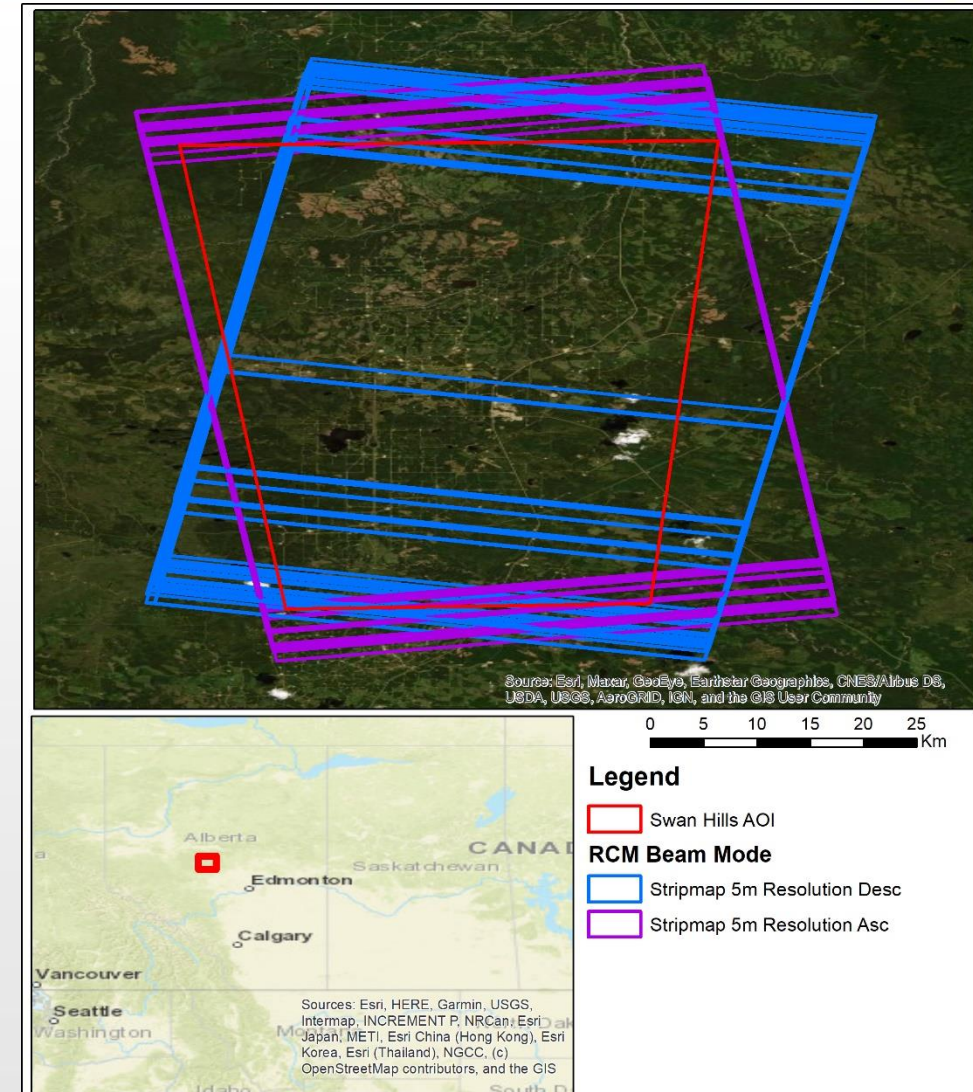 Source: Esri, Maxar, GeoEye, Earthstar Geographics, CNES/Airbus DS,
USDA, USGS, AeroGRID, IGN, and the GIS User Community
0 5 10 15 20 25
Km
Legend
Swan Hills AOI
RCM Beam Mode
Stripmap 5m Resolution Desc
Stripmap 5m Resolution Asc
a
Alberta
CANAD
Saskatchewan
Edmonton
Calgary
Vancouver
Seattle
Washington
Idaho
South D
Sources: Esri, HERE, Garmin, USGS,
Intermap, INCREMENT P, NRCan, Esri
Japan, METI, Esri China (Hong Kong), Esri
Korea, Esri (Thailand), NGCC, (c)
OpenStreetMap contributors, and the GIS